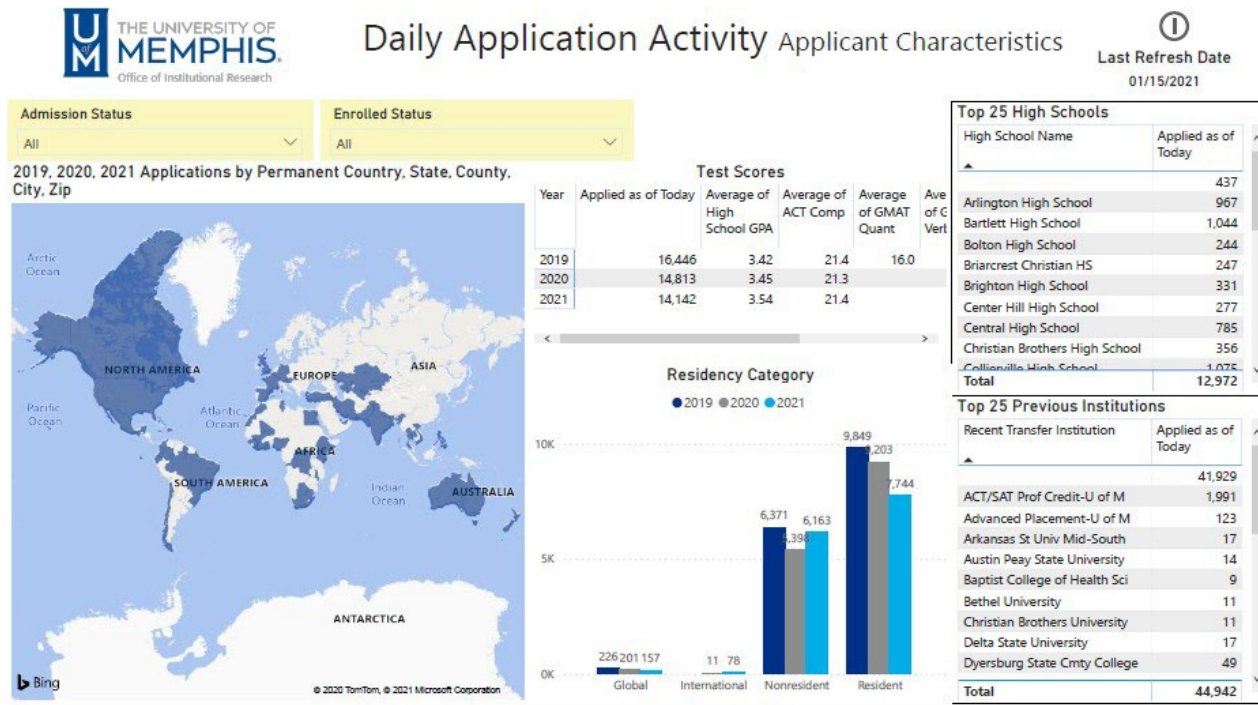 THE UNIVERSITY OF
MEMPHIS.
Office of Institutional Research
Daily Application Activity Applicant Characteristics
Last Refresh Date
01/15/2021
Admission Status
All
Enrolled Status
All
2019, 2020, 2021 Applications by Permanent Country, State, County,
City, Zip
Arctic
Ocean
NORTH AMERICA
EUROPE
ASIA
Pacific
Ocean
Atlantic
Ocean
AFRICA
SOUTH AMERICA
Indian
Ocean
AUSTRALIA
ANTARCTICA
Bing
© 2020 TomTom, © 2021 Microsoft Corporation
Test Scores
Year Applied as of Today Average of High School GPA Average of ACT Comp Average of GMAT Quant
2019 16,446 3.42 21.4 16.0
2020 14,813 3.45 21.3
2021 14,142 3.54 21.4
Residency Category
2019 2020 2021
10K
5K
0K
226 201 157
11 78
6,371 5,398 6,163
9,849 9,203 7,744
Global International Nonresident Resident
Top 25 High Schools
High School Name Applied as of Today
437
Arlington High School 967
Bartlett High School 1,044
Bolton High School 244
Briarcrest Christian HS 247
Brighton High School 331
Center Hill High School 277
Central High School 785
Christian Brothers High School 356
Collierville High School 1,075
Total 12,972
Top 25 Previous Institutions
Recent Transfer Institution Applied as of Today
41,929
ACT/SAT Prof Credit-U of M 1,991
Advanced Placement-U of M 123
Arkansas St Univ Mid-South 17
Austin Peay State University 14
Baptist College of Health Sci 9
Bethel University 11
Christian Brothers University 11
Delta State University 17
Dyersburg State Cmty College 49
Total 44,942